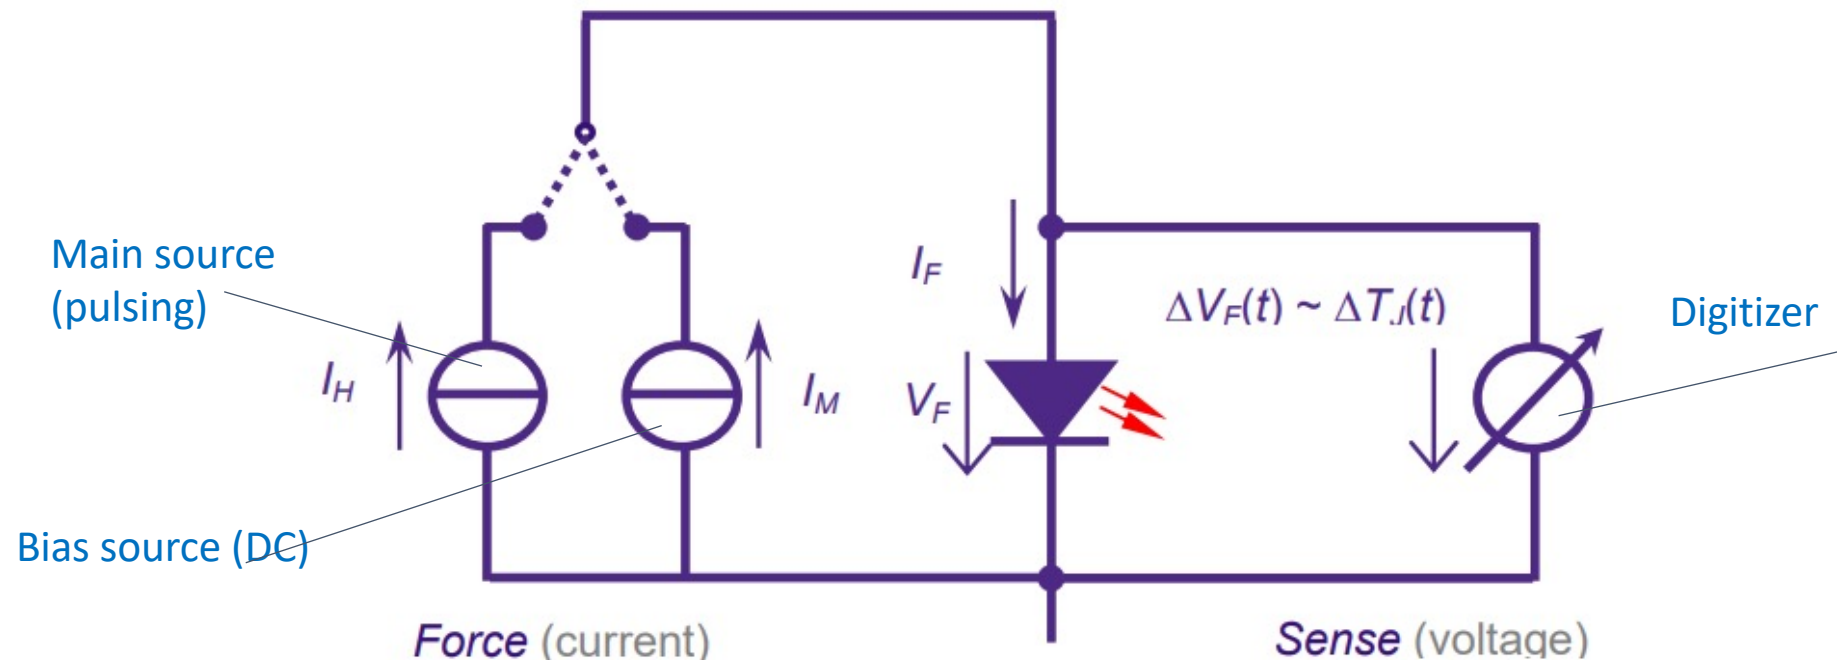 Main source
(pulsing)
I_H
I_M
Bias source (DC)
I_F
V_F
ΔV_F(t) ~ ΔT_J(t)
Digitizer
Force (current)
Sense (voltage)